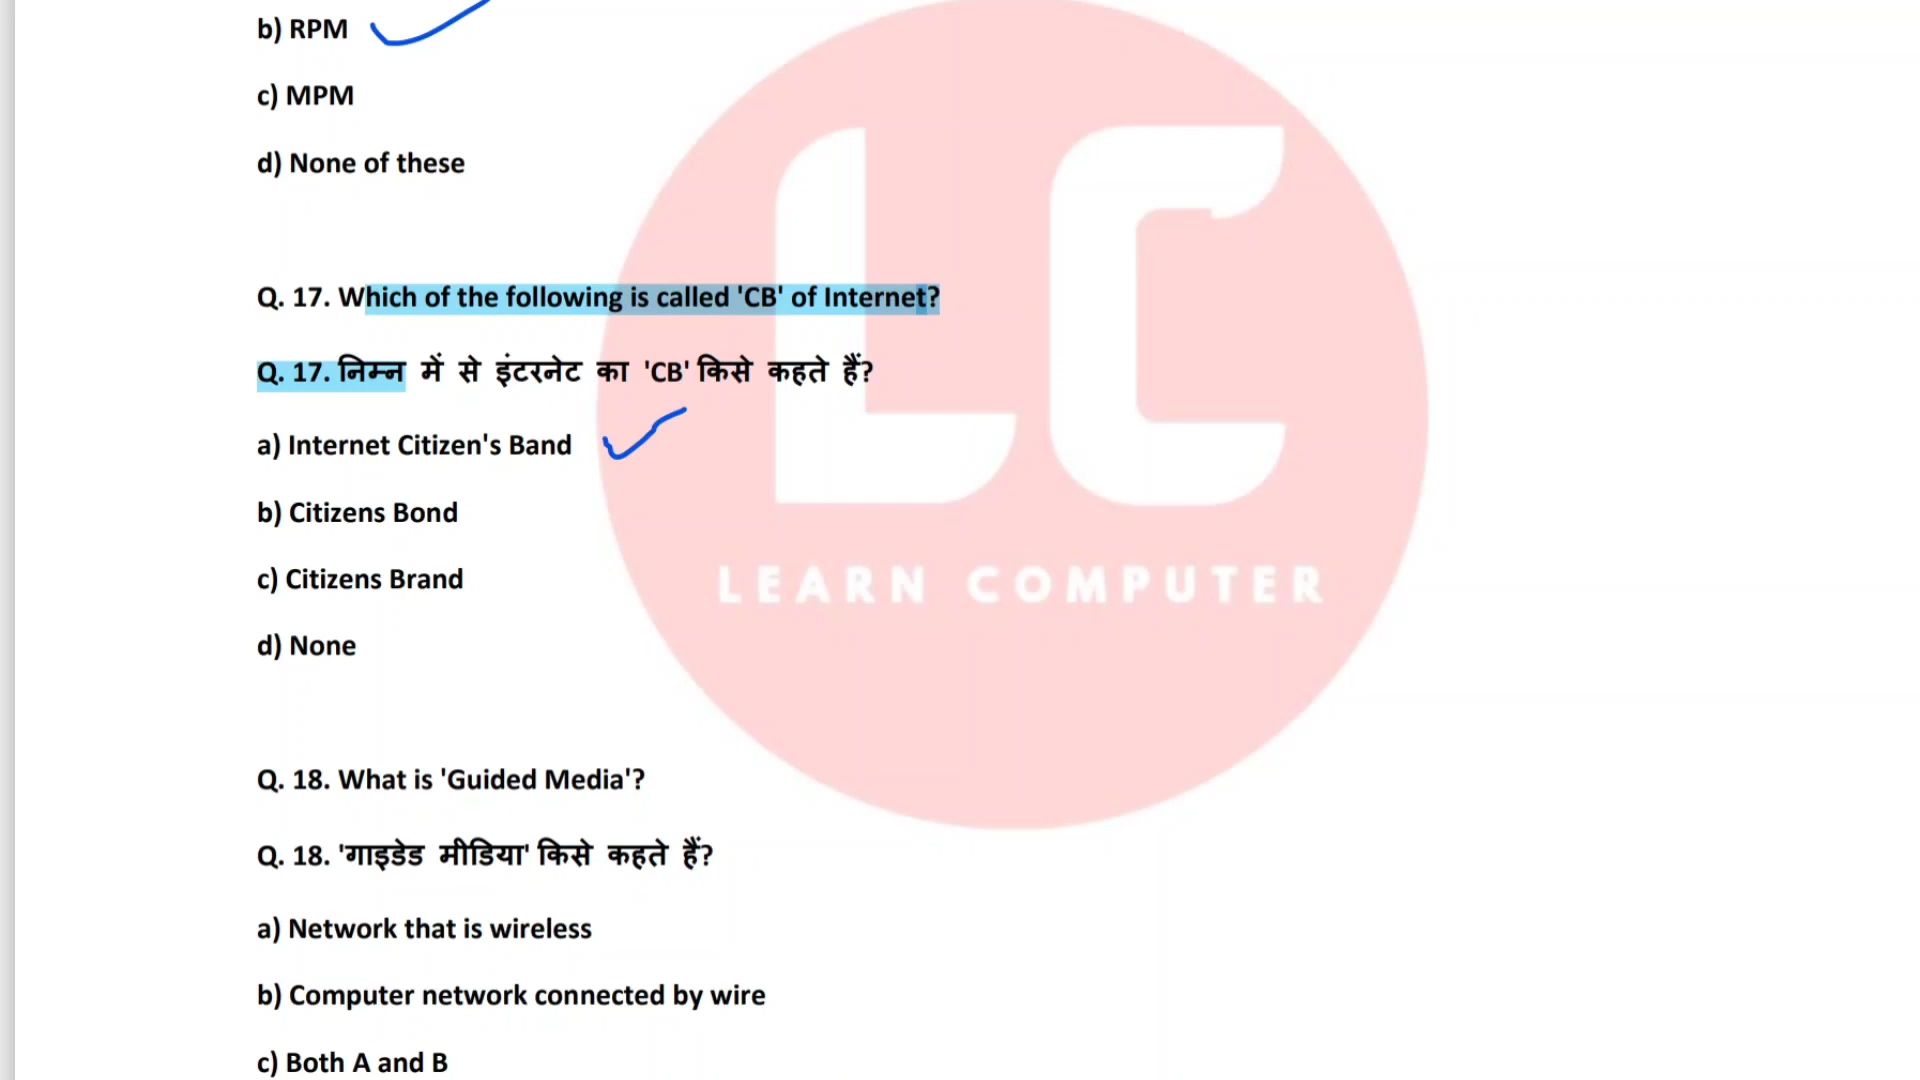 b) RPM
c) MPM
d) None of these
Q. 17. Which of the following is called 'CB' of Internet?
Q. 17. निम्न में से इंटरनेट का 'CB' किसे कहते हैं?
a) Internet Citizen's Band
b) Citizens Bond
c) Citizens Brand
d) None
LC
LEARN COMPUTER
Q. 18. What is 'Guided Media'?
Q. 18. 'गाइडेड मीडिया' किसे कहते हैं?
a) Network that is wireless
b) Computer network connected by wire
c) Both A and B